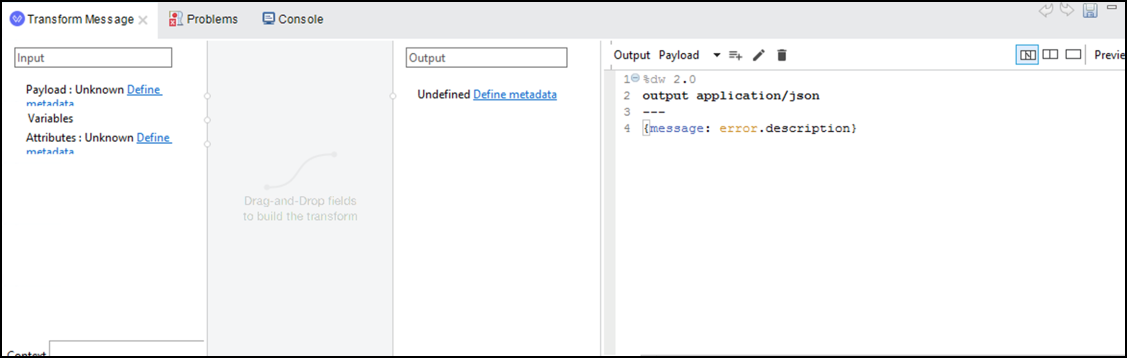 Transform Message
Problems
Console
Input
Payload : Unknown Define
metadata
Variables
Attributes : Unknown Define
metadata
Context
Drag-and-Drop fields
to build the transform
Output
Undefined Define metadata
Output Payload
Previe
1 %dw 2.0
2 output application/json
3 ---
4 {message: error.description}